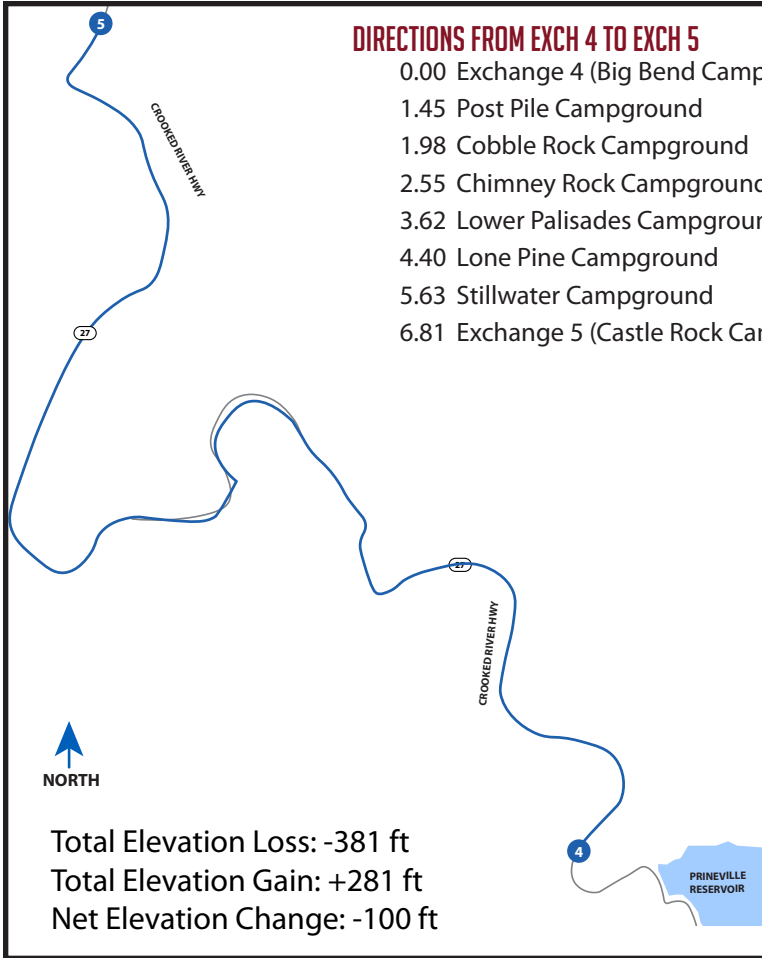 5
DIRECTIONS FROM EXCH 4 TO EXCH 5
0.00 Exchange 4 (Big Bend Camp
1.45 Post Pile Campground
1.98 Cobble Rock Campground
2.55 Chimney Rock Campground
3.62 Lower Palisades Campgroun
4.40 Lone Pine Campground
5.63 Stillwater Campground
6.81 Exchange 5 (Castle Rock Ca
CROOKED RIVER HWY
27
27
CROOKED RIVER HWY
NORTH
Total Elevation Loss: -381 ft
Total Elevation Gain: +281 ft
Net Elevation Change: -100 ft
4
PRINEVILLE
RESERVOIR